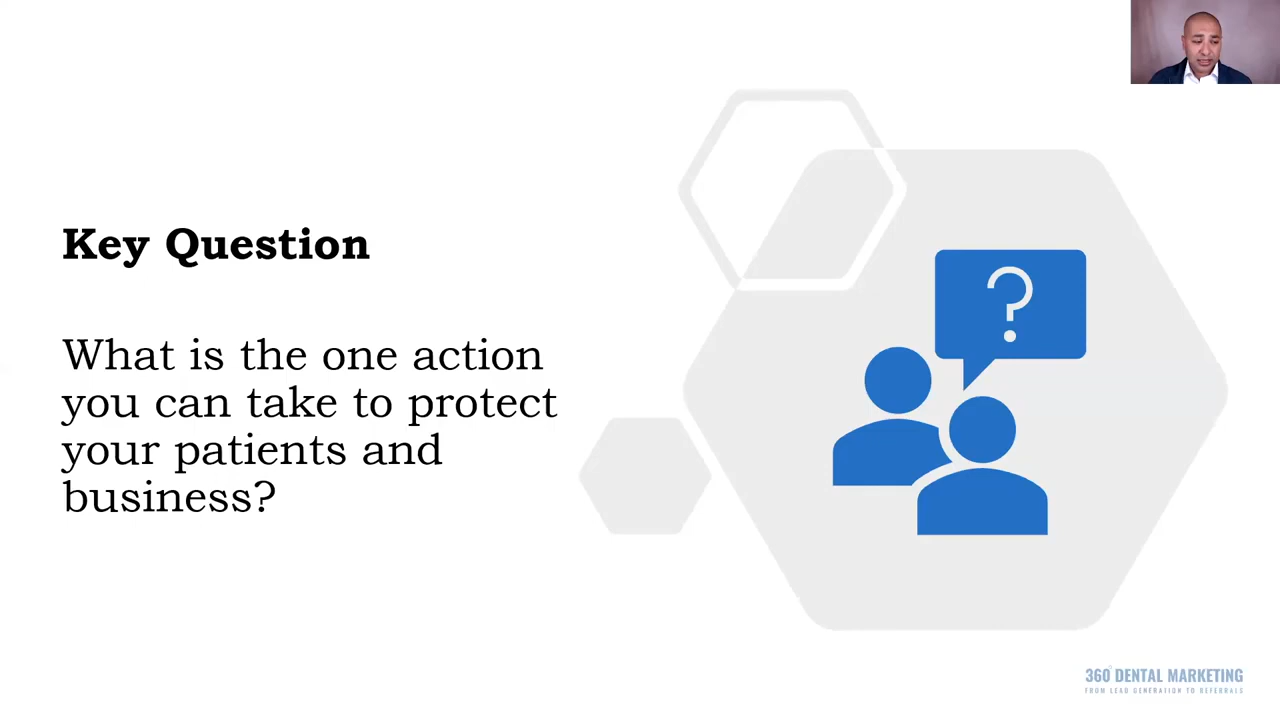 Key Question
What is the one action
you can take to protect
your patients and
business?
?
360° DENTAL MARKETING
FROM LEAD GENERATION TO REFERRALS